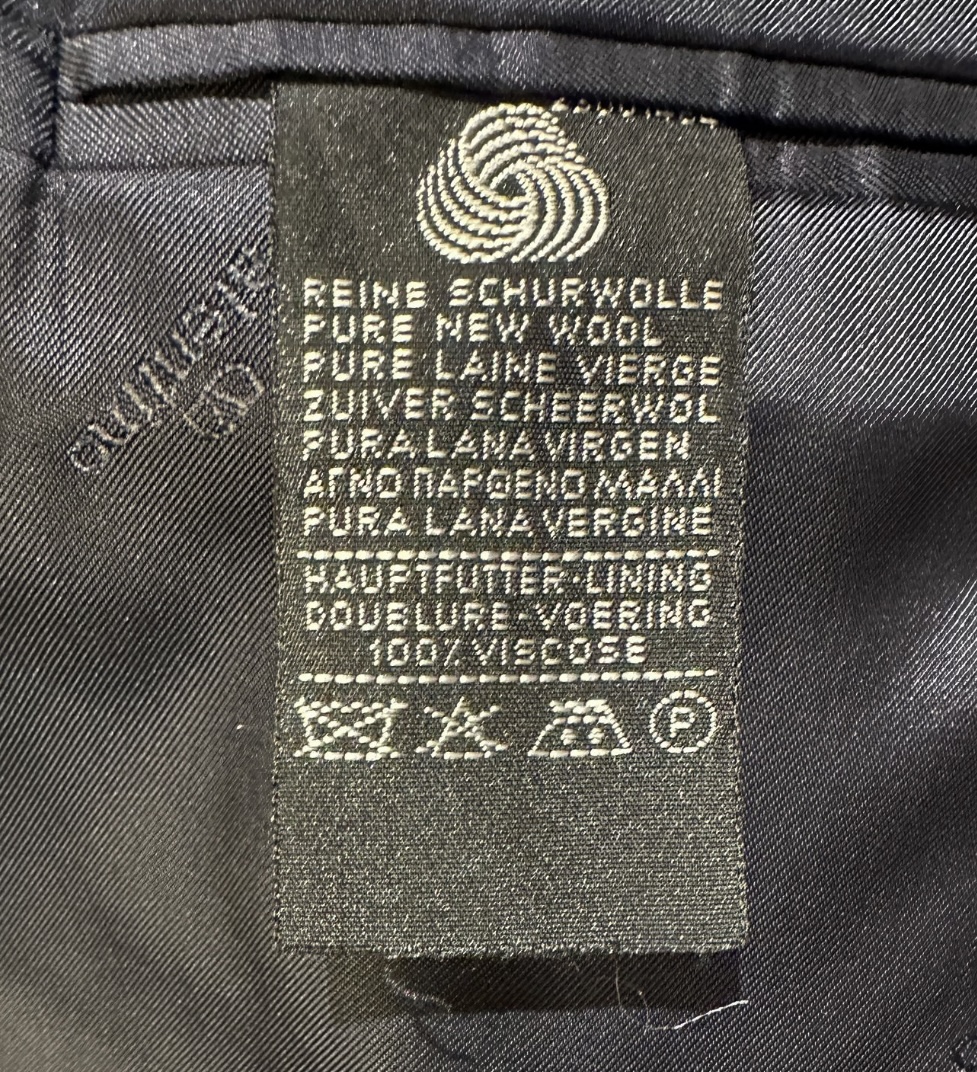 REINE SCHURWOLLE
PURE NEW WOOL
PURE LAINE VIERGE
ZUIVER SCHEERWOL
PURA LANA VIRGEN
ΑΓΝΟ ΠΑΡΘΕΝΟ ΜΑΛΛΙ
PURA LANA VERGINE
HAUPTFUTTER·LINING
DOUBLURE·VOERING
100% VISCOSE
P